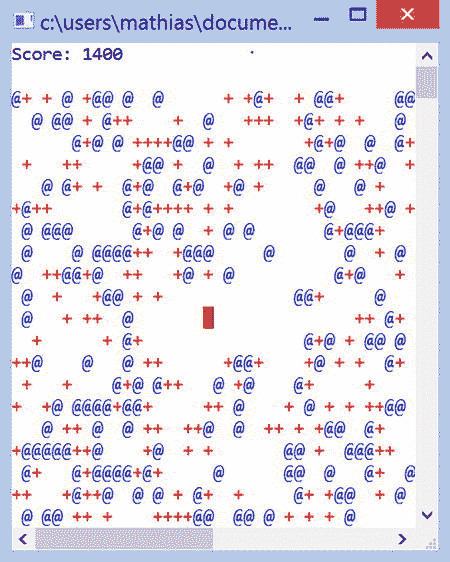 c:\users\mathias\docume...
Score: 1400
@+ + @ +@@ @  @      + +@+  + @@+     @@
  @ @@ + @++    +  @   +++  +@+ + +   @
      @+@ @ ++++@@ + +       +@+@  @  @+
 +   ++     +@@ +  @  + ++  @@  @ ++@  +
   @ @+ +  @+@  @+@  +@ +     @   @ +
+@++       @+@++++ + +        +@   ++@ +
 @ @@@      @+@ @  + @ @       @+@@@+
 @    @ @@@@++  +@@@     @       @  + @
@  ++@@+@  ++   +@ + @          @+@   +
 @  +   +@@ + +             @@+     @
 @   + ++  @                         ++ @+
  +      + @+                @+@ +  @@ @
++@    @   @ ++      +@@+    +@ + +  @+
 +   +    @+@ @++   @ +@    @+     +
+  +@ @@@@+@@+     ++ @    + @ + + ++@@
   @ ++ @  @ ++  ++@  @  ++ + +@@  @+
+@@@@@++@    +@  + +       @@ +  @@@++
 @+   @+@@@@+@+     @      @@  @   @+  @
++   +@++@  @ @ + @+  +     @+ +@@  + @
 @ @@ ++ +    ++++@@  @@ @ + + + @